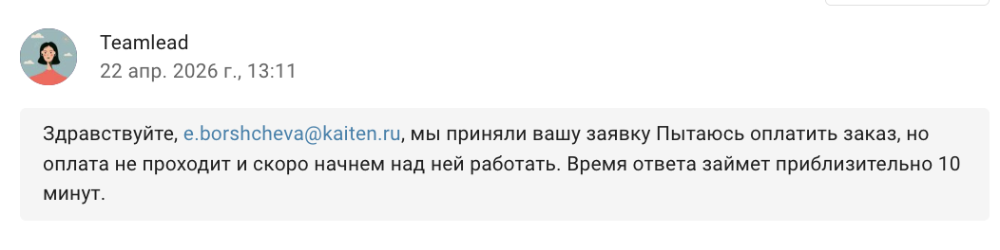 Teamlead
22 апр. 2026 г., 13:11
Здравствуйте, e.borshcheva@kaiten.ru, мы приняли вашу заявку Пытаюсь оплатить заказ, но
оплата не проходит и скоро начнем над ней работать. Время ответа займет приблизительно 10
минут.